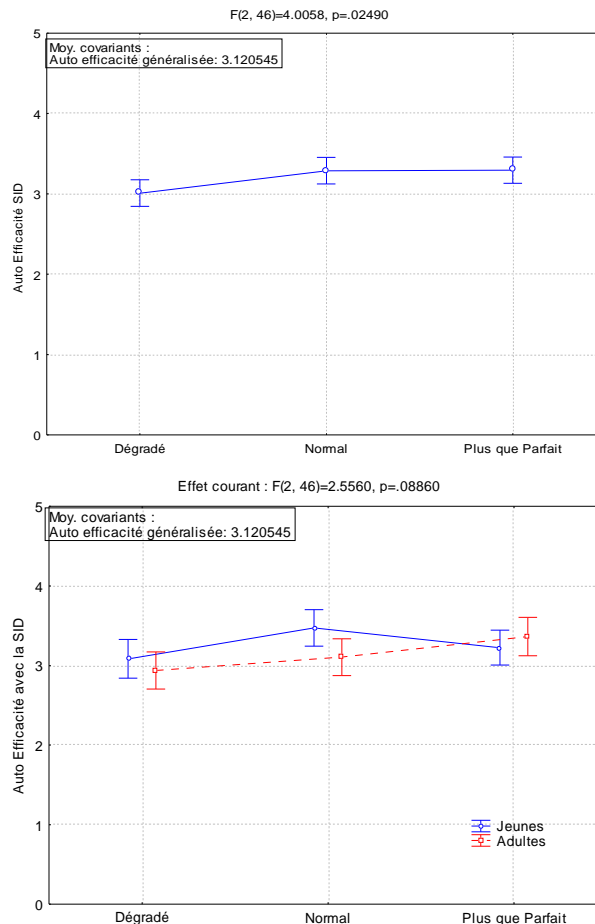 F(2, 46)=4.0058, p=.02490
Moy. covariants :
Auto efficacité généralisée: 3.120545
Auto Efficacité SID
5
4
3
2
1
0
Dégradé Normal Plus que Parfait
Effet courant : F(2, 46)=2.5560, p=.08860
Moy. covariants :
Auto efficacité généralisée: 3.120545
Auto Efficacité avec la SID
5
4
3
2
1
0
Jeunes
Adultes
Dégradé Normal Plus que Parfait